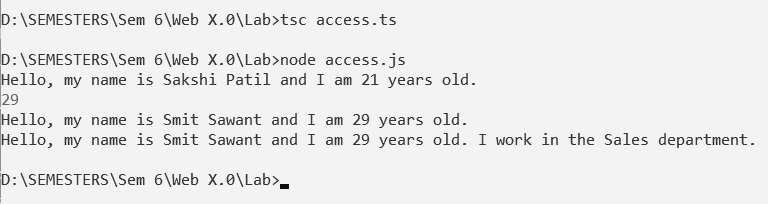 D:\SEMESTERS\Sem 6\Web X.0\Lab>tsc access.ts
D:\SEMESTERS\Sem 6\Web X.0\Lab>node access.js
Hello, my name is Sakshi Patil and I am 21 years old.
29
Hello, my name is Smit Sawant and I am 29 years old.
Hello, my name is Smit Sawant and I am 29 years old. I work in the Sales department.
D:\SEMESTERS\Sem 6\Web X.0\Lab>